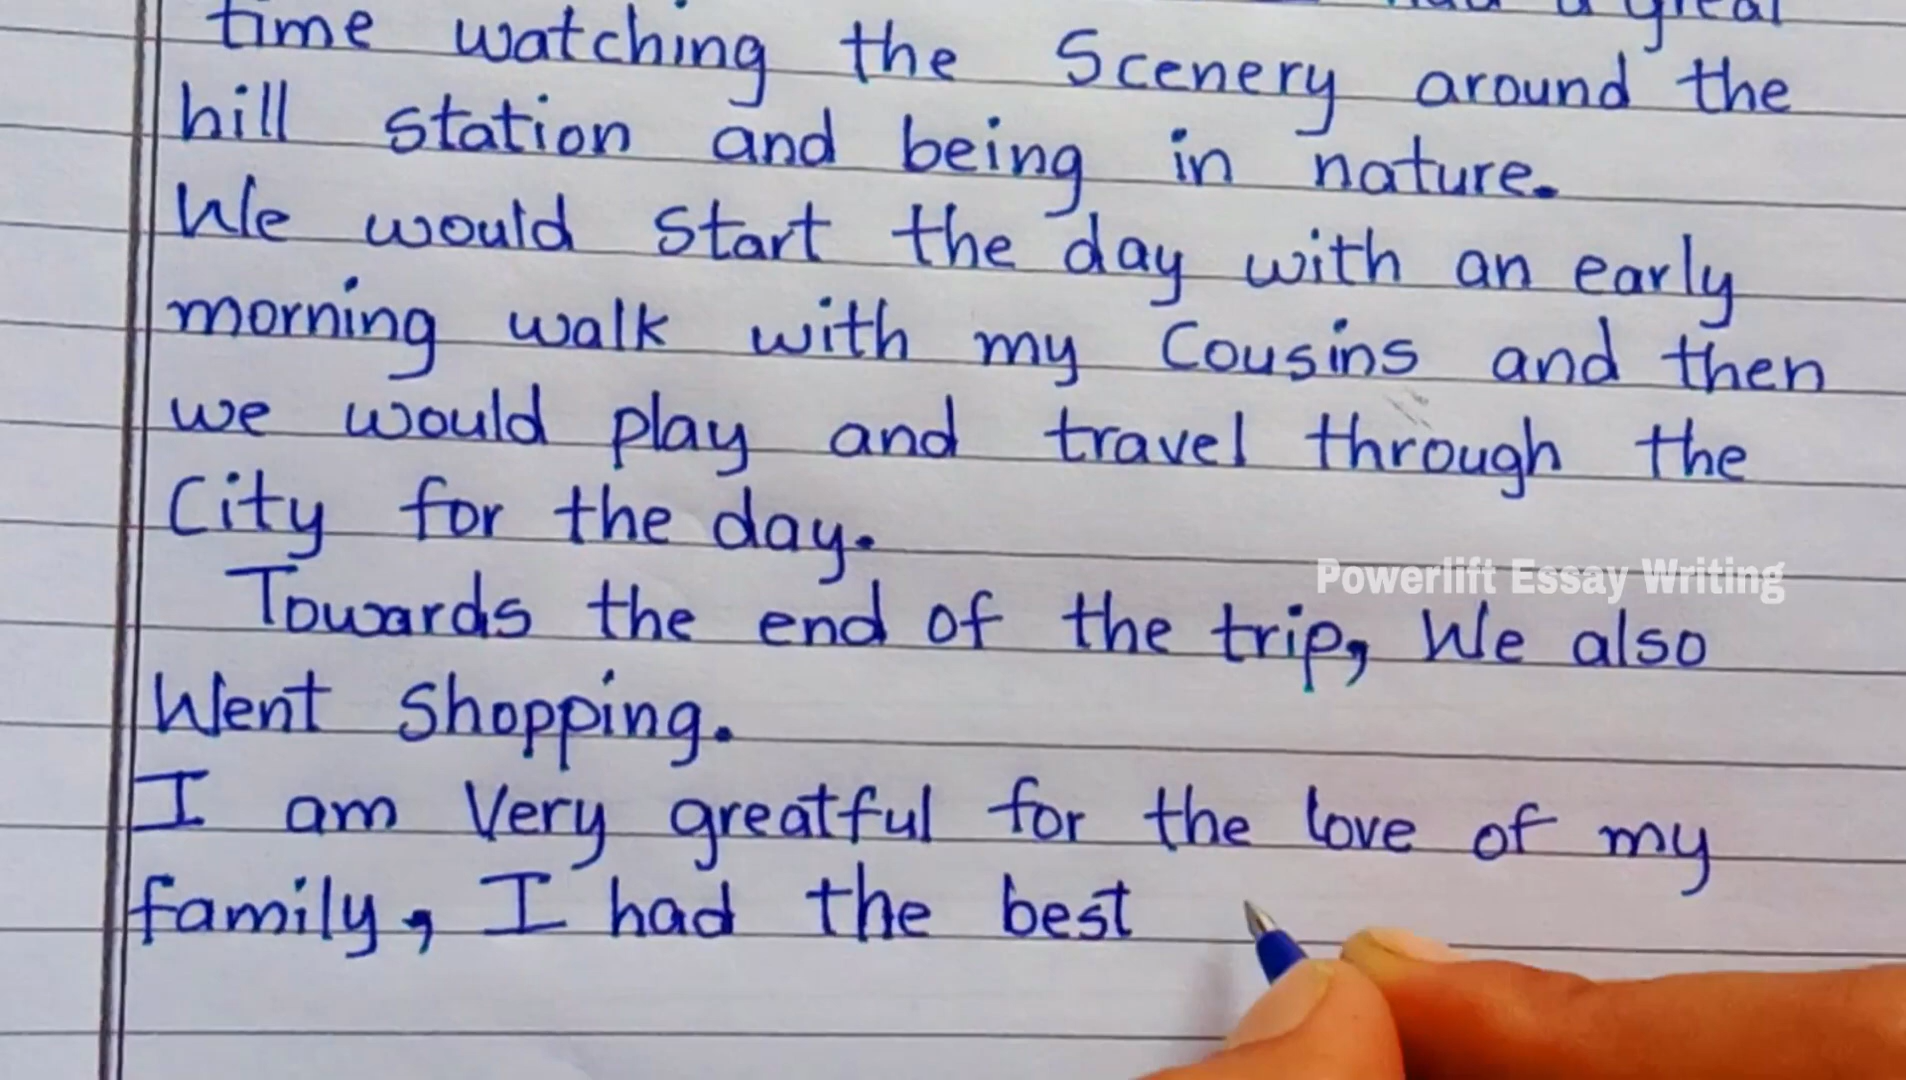 had a great
time watching the Scenery around the
hill station and being in nature.
We would start the day with an early
morning walk with my Cousins and then
we would play and travel through the
City for the day.
Powerlift Essay Writing
Towards the end of the trip, We also
Went Shopping.
I am Very greatful for the love of my
family, I had the best